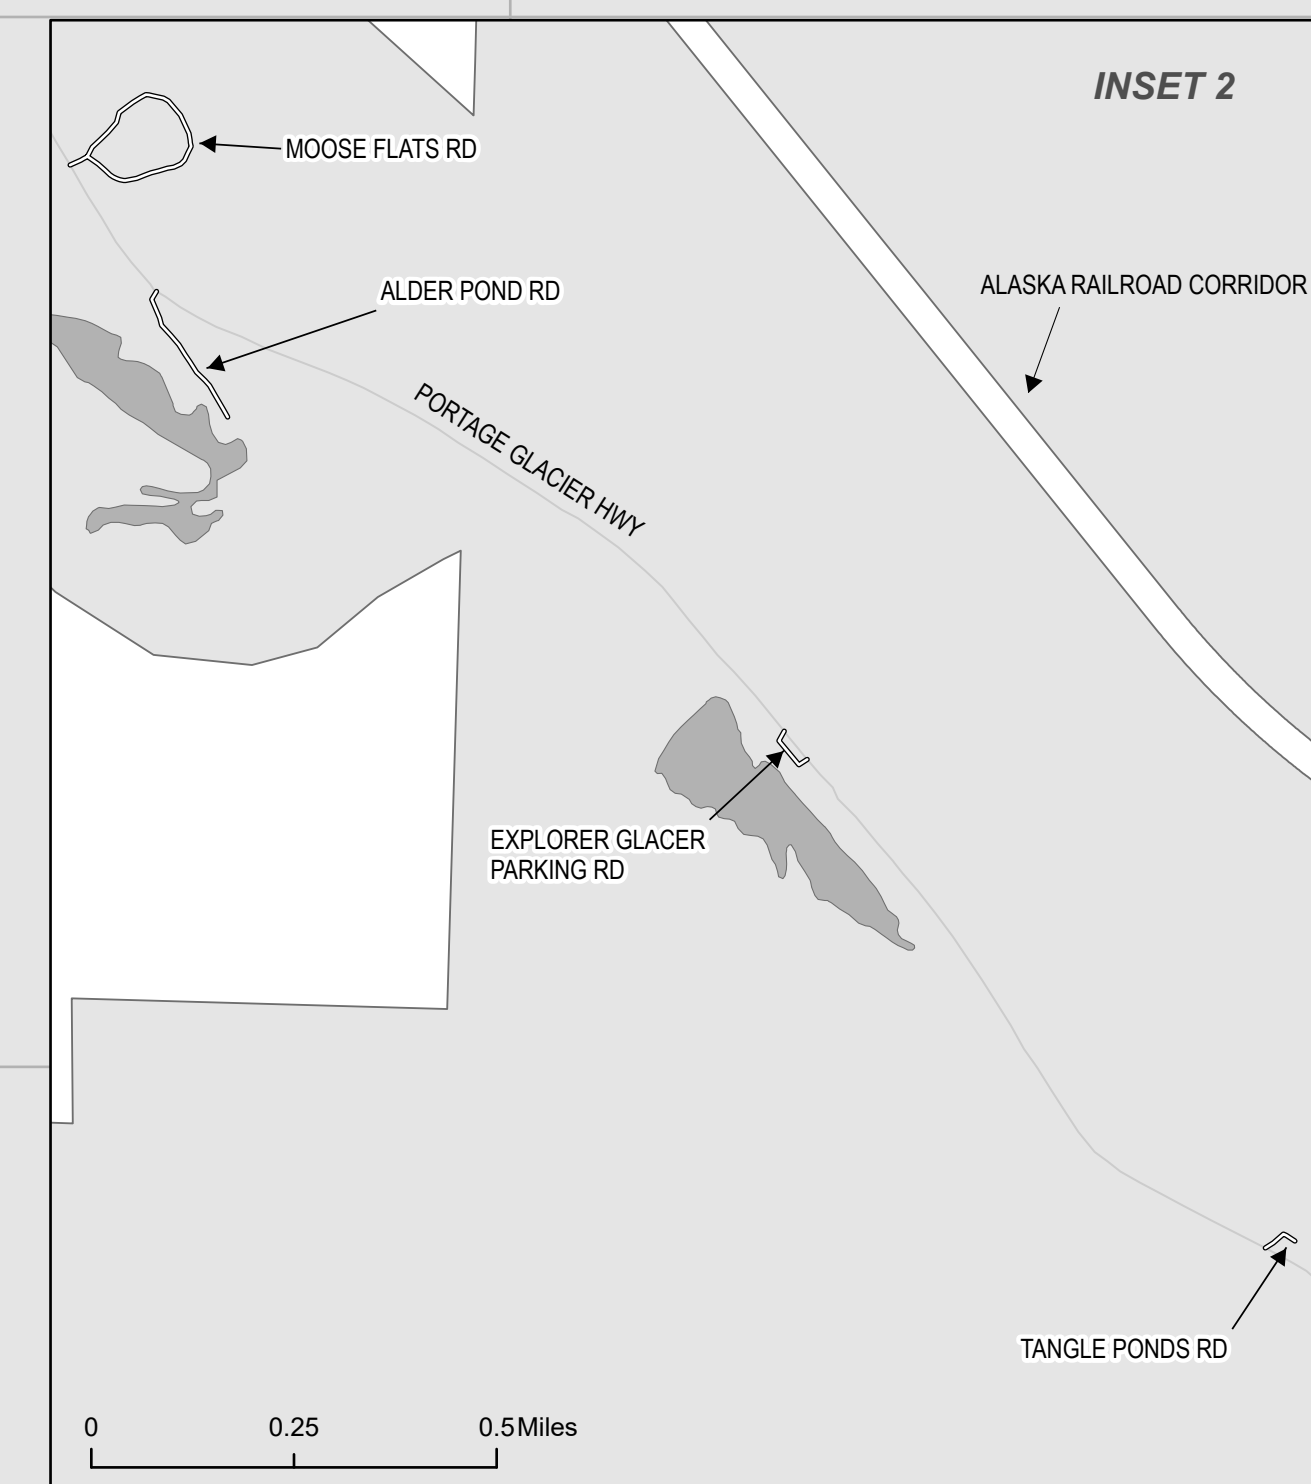 INSET 2
MOOSE FLATS RD
ALASKA RAILROAD CORRIDOR
ALDER POND RD
PORTAGE GLACIER HWY
EXPLORER GLACER
PARKING RD
TANGLE PONDS RD
0 0.25 0.5 Miles